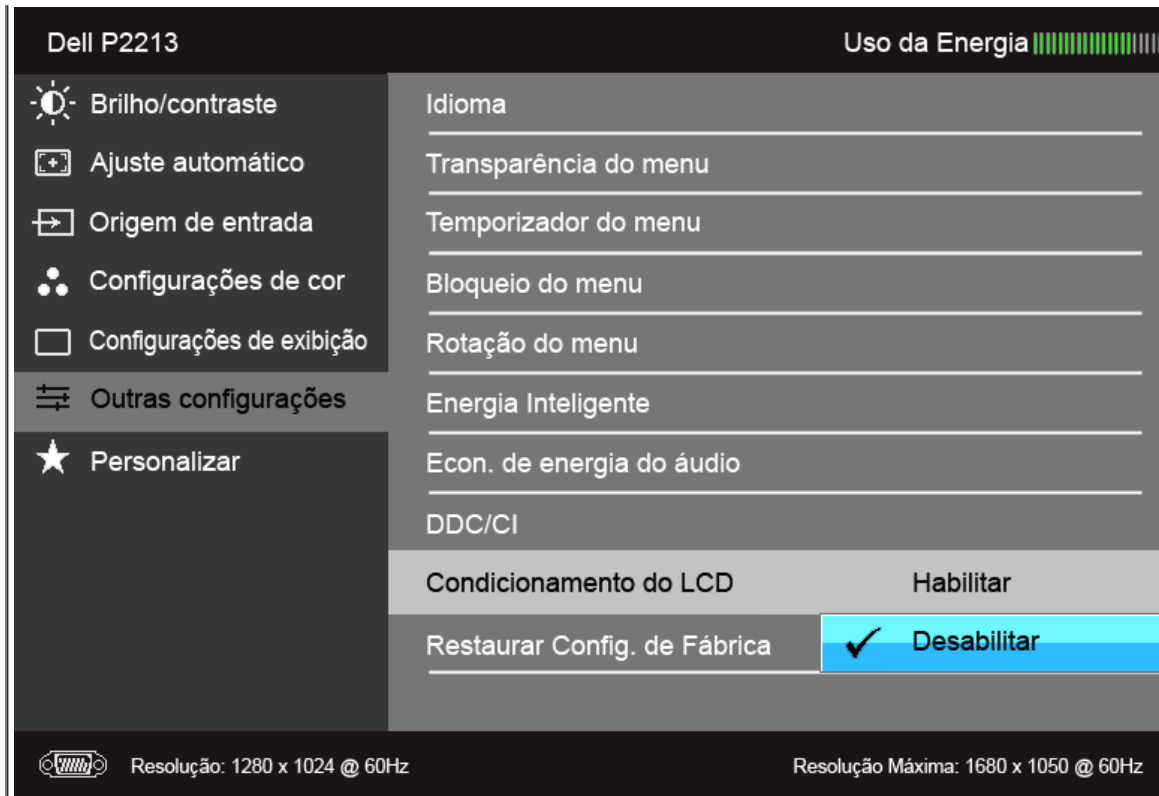 Dell P2213
Uso da Energia
Brilho/contraste
Ajuste automático
Origem de entrada
Configurações de cor
Configurações de exibição
Outras configurações
Personalizar
Idioma
Transparência do menu
Temporizador do menu
Bloqueio do menu
Rotação do menu
Energia Inteligente
Econ. de energia do áudio
DDC/CI
Condicionamento do LCD
Habilitar
Restaurar Config. de Fábrica
Desabilitar
Resolução: 1280 x 1024 @ 60Hz
Resolução Máxima: 1680 x 1050 @ 60Hz